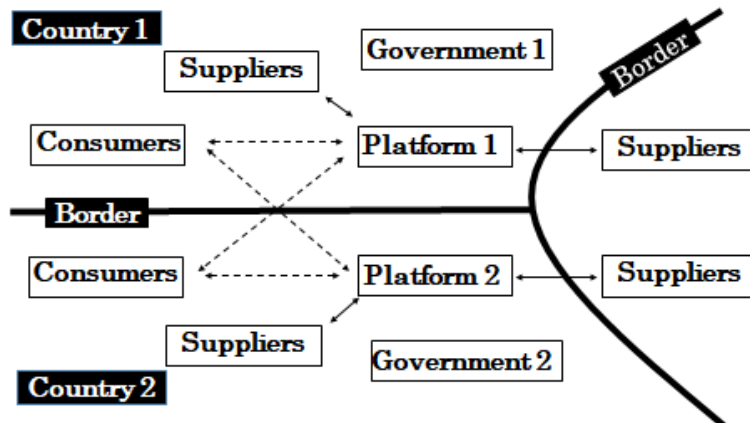 Country 1
Government 1
Border
Suppliers
Consumers
Platform 1
Suppliers
Border
Consumers
Platform 2
Suppliers
Suppliers
Government 2
Country 2